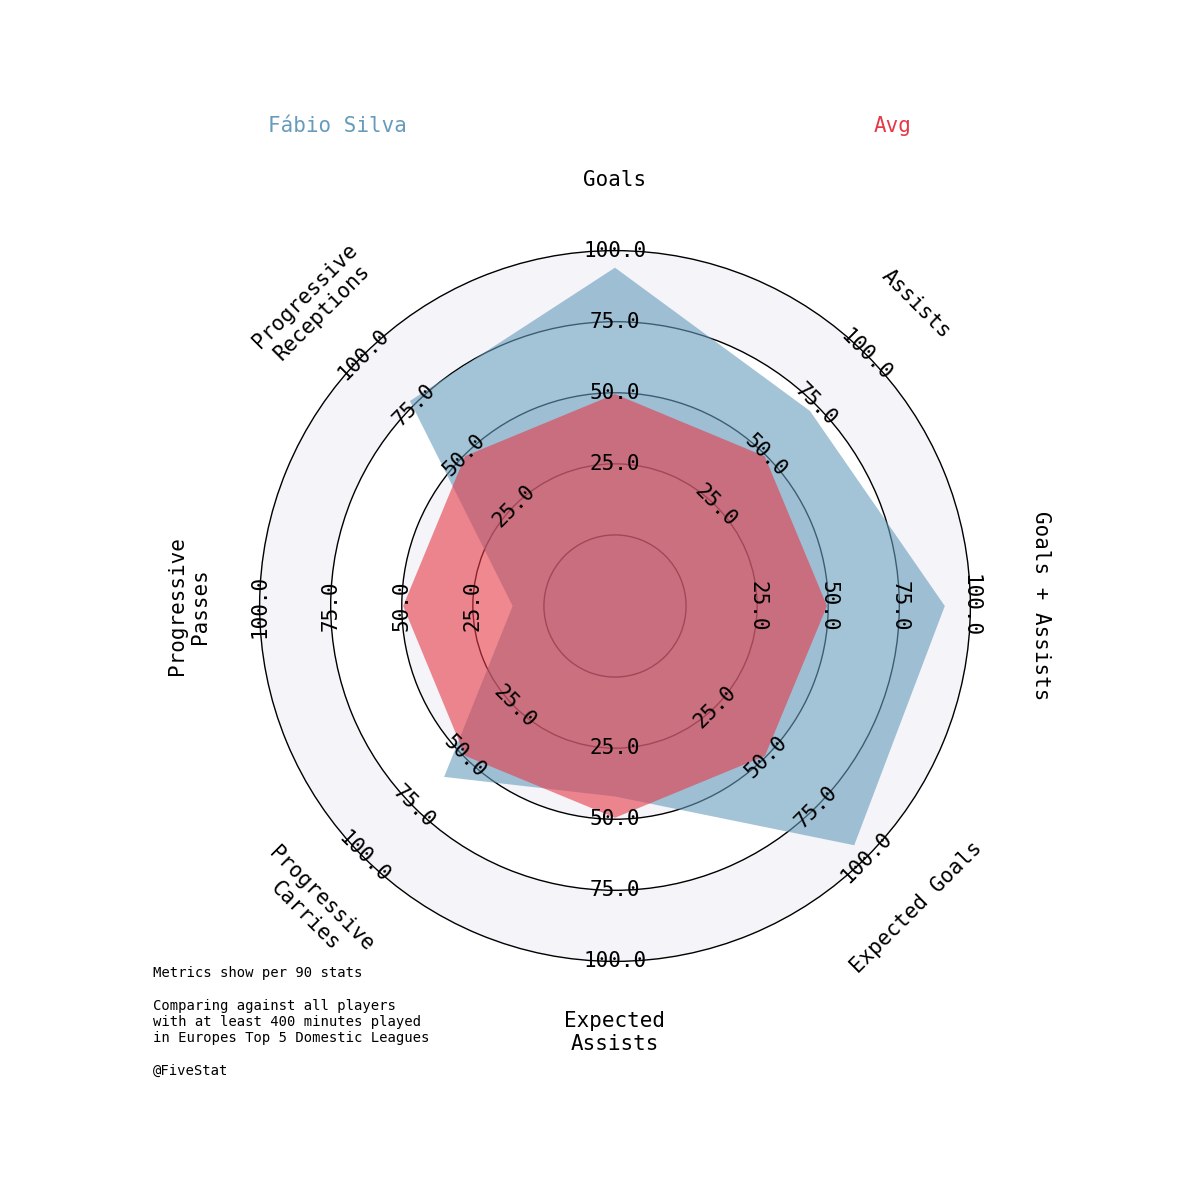 Fábio Silva
Avg
Goals
Assists
Goals + Assists
Expected Goals
Expected
Assists
Progressive
Carries
Progressive
Passes
Progressive
Receptions
25.0
50.0
75.0
100.0
25.0
50.0
75.0
100.0
25.0
50.0
75.0
100.0
25.0
50.0
75.0
100.0
25.0
50.0
75.0
100.0
25.0
50.0
75.0
100.0
25.0
50.0
75.0
100.0
25.0
50.0
75.0
100.0
Metrics show per 90 stats
Comparing against all players
with at least 400 minutes played
in Europes Top 5 Domestic Leagues
@FiveStat